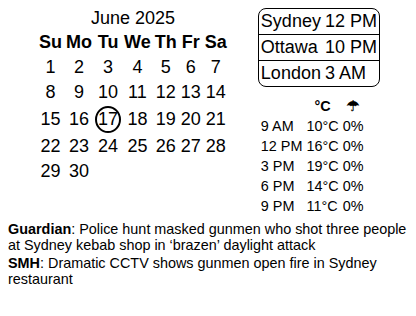 June 2025
Su Mo Tu We Th Fr Sa
1 2 3 4 5 6 7
8 9 10 11 12 13 14
15 16 17 18 19 20 21
22 23 24 25 26 27 28
29 30
Sydney 12 PM
Ottawa 10 PM
London 3 AM
°C ☂
9 AM 10°C 0%
12 PM 16°C 0%
3 PM 19°C 0%
6 PM 14°C 0%
9 PM 11°C 0%
Guardian: Police hunt masked gunmen who shot three people
at Sydney kebab shop in ‘brazen’ daylight attack
SMH: Dramatic CCTV shows gunmen open fire in Sydney
restaurant